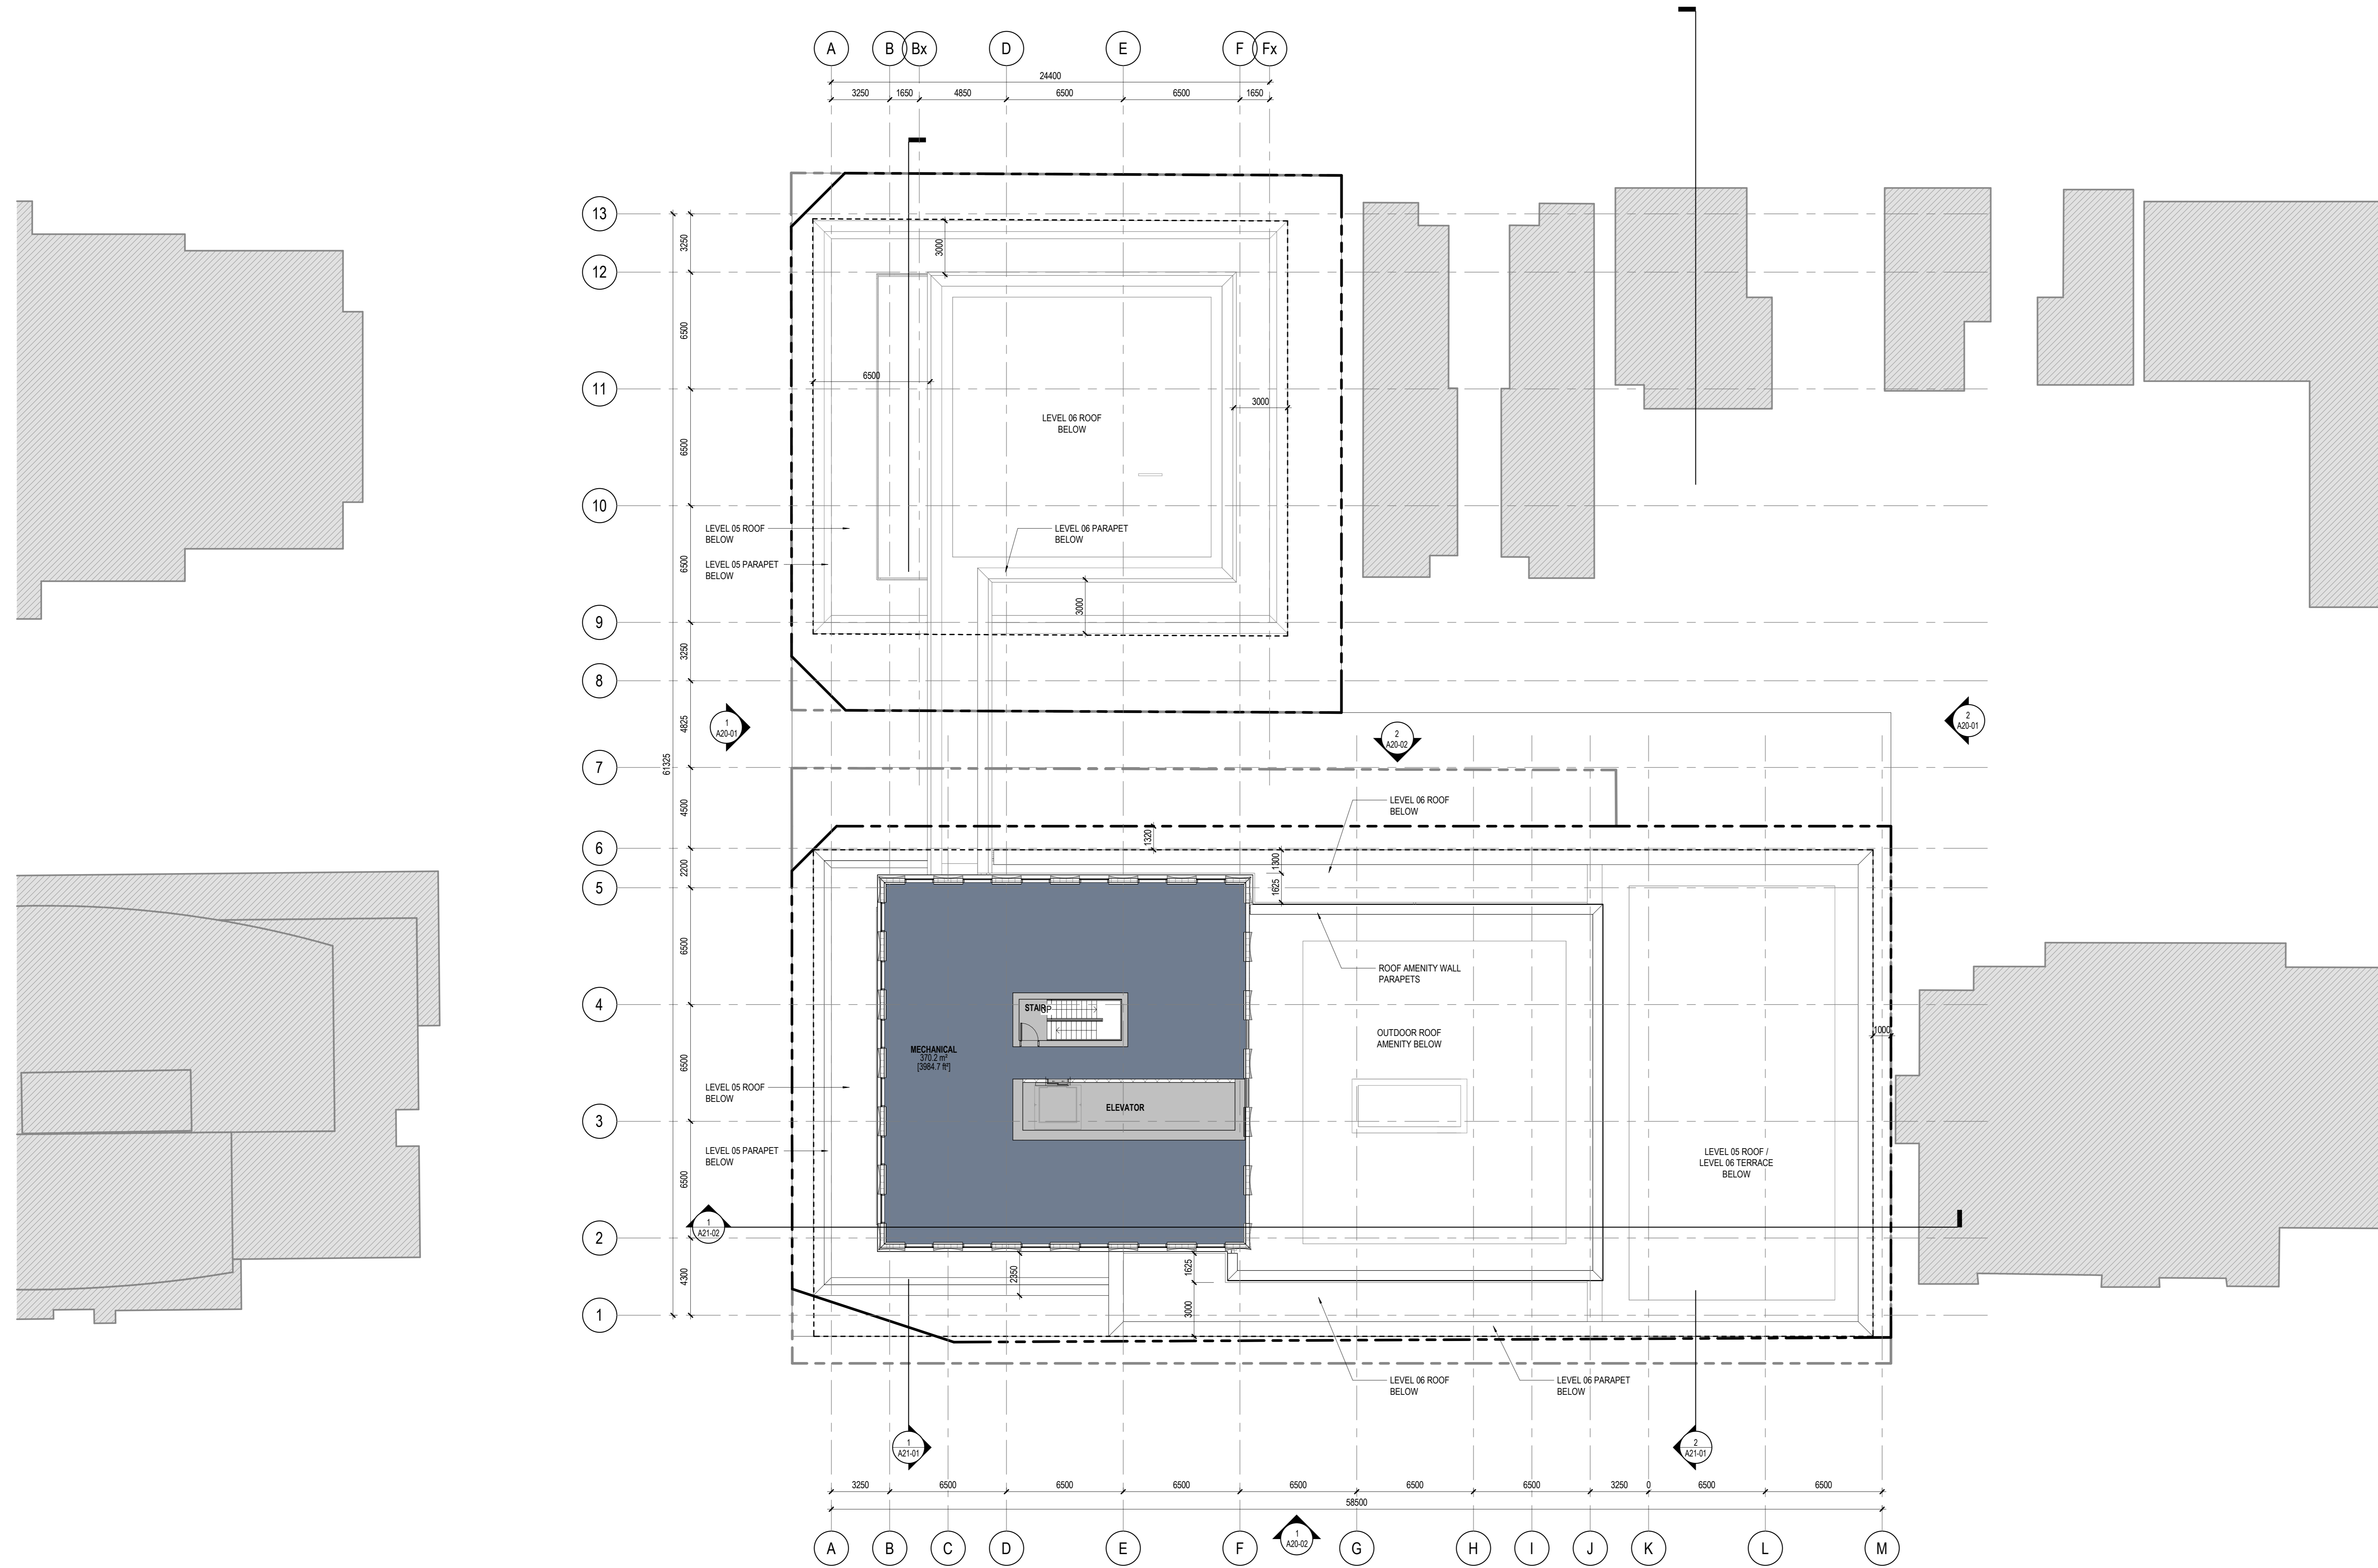 A
B
Bx
D
E
F
Fx
24400
3250
1650
4850
6500
6500
1650
13
12
11
10
9
8
7
6
5
4
3
2
1
3250
6500
6500
6500
3250
4825
4500
2200
6500
6500
6500
4300
61325
3000
6500
3000
3000
LEVEL 06 ROOF
BELOW
LEVEL 05 ROOF
BELOW
LEVEL 05 PARAPET
BELOW
LEVEL 06 PARAPET
BELOW
1
A20-01
2
A20-02
2
A20-01
LEVEL 06 ROOF
BELOW
1320
1300
1625
ROOF AMENITY WALL
PARAPETS
STAIR
UP
OUTDOOR ROOF
AMENITY BELOW
1000
MECHANICAL
370.2 m²
[3984.7 ft²]
LEVEL 05 ROOF
BELOW
ELEVATOR
LEVEL 05 PARAPET
BELOW
LEVEL 05 ROOF /
LEVEL 06 TERRACE
BELOW
1
A21-02
2350
1625
3000
LEVEL 06 ROOF
BELOW
LEVEL 06 PARAPET
BELOW
1
A21-01
2
A21-01
3250
6500
6500
6500
6500
6500
6500
3250
0
6500
6500
58500
1
A20-02
A
B
C
D
E
F
G
H
I
J
K
L
M